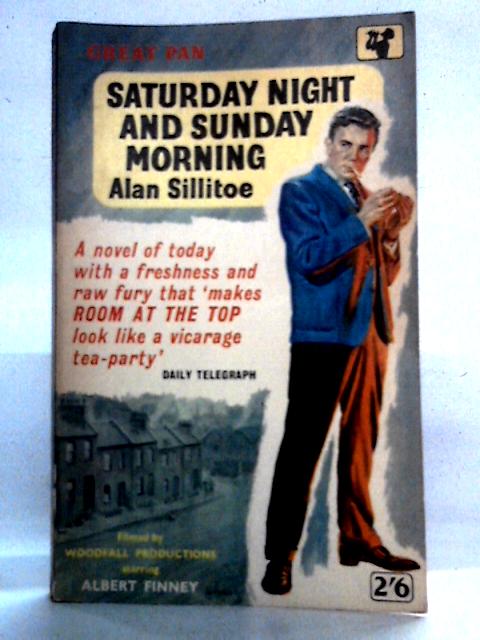 GREAT PAN
SATURDAY NIGHT
AND SUNDAY
MORNING
Alan Sillitoe
A novel of today
with a freshness and
raw fury that 'makes
ROOM AT THE TOP
look like a vicarage
tea-party'
DAILY TELEGRAPH
Filmed by
WOODFALL PRODUCTIONS
starring
ALBERT FINNEY
2'6